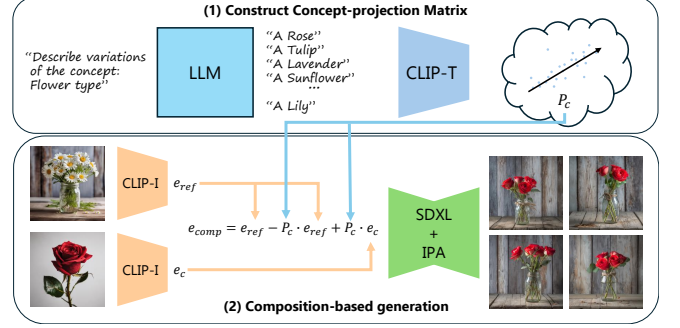 (1) Construct Concept-projection Matrix
“Describe variations
of the concept:
Flower type”
LLM
“A Rose”
“A Tulip”
“A Lavender”
“A Sunflower”
...
“A Lily”
CLIP-T
P_c
CLIP-I
e_ref
e_comp = e_ref − P_c · e_ref + P_c · e_c
CLIP-I
e_c
SDXL
+
IPA
(2) Composition-based generation